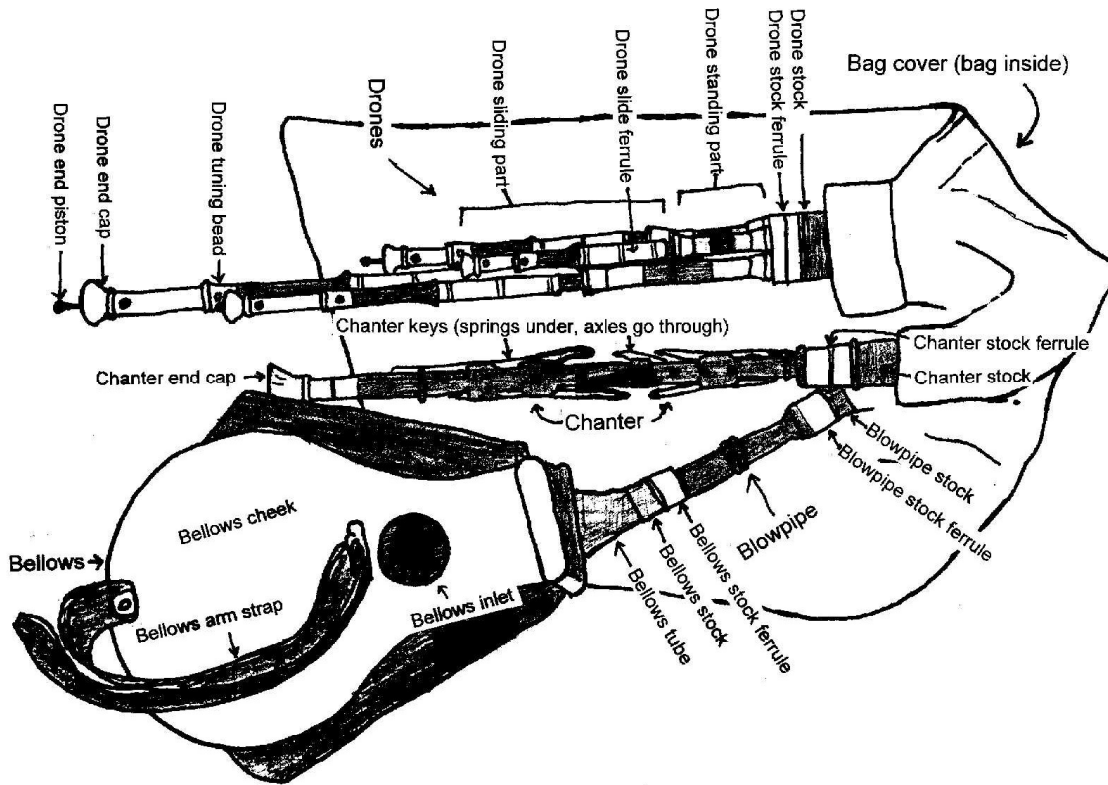 Drone end piston
Drone end cap
Drone tuning bead
Drones
Drone sliding part
Drone slide ferrule
Drone standing part
Drone stock ferrule
Drone stock
Bag cover (bag inside)
Chanter keys (springs under, axles go through)
Chanter stock ferrule
Chanter end cap
Chanter stock
Chanter
Blowpipe stock
Blowpipe stock ferrule
Blowpipe
Bellows cheek
Bellows
Bellows inlet
Bellows arm strap
Bellows stock ferrule
Bellows stock
Bellows tube